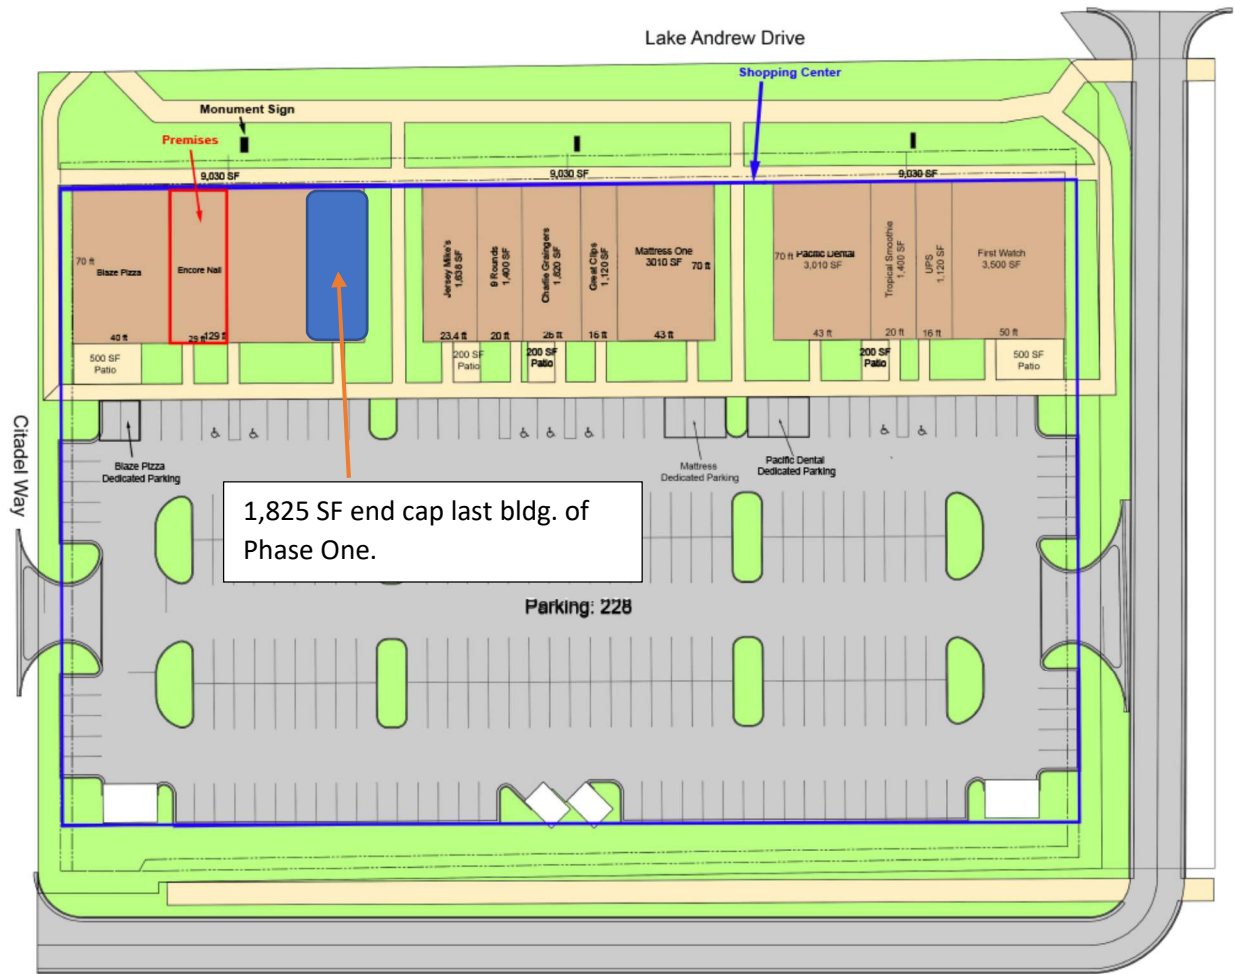 Lake Andrew Drive
Shopping Center
Monument Sign
Premises
9,030 SF
9,030 SF
9,030 SF
70 ft
Blaze Pizza
40 ft
Encore Nail
25 ft
129 ft
Jersey Mike's
1,638 SF
23.4 ft
9 Rounds
1,400 SF
20 ft
Charlie Graingers
1,820 SF
26 ft
Great Clips
1,120 SF
16 ft
Mattress One
3010 SF
70 ft
43 ft
70 ft
Pacific Dental
3,010 SF
43 ft
Tropical Smoothie
1,400 SF
20 ft
UPS
1,120 SF
16 ft
First Watch
3,500 SF
50 ft
500 SF
Patio
200 SF
Patio
200 SF
Patio
200 SF
Patio
500 SF
Patio
Citadel Way
Blaze Pizza
Dedicated Parking
Mattress
Dedicated Parking
Pacific Dental
Dedicated Parking
1,825 SF end cap last bldg. of
Phase One.
Parking: 228